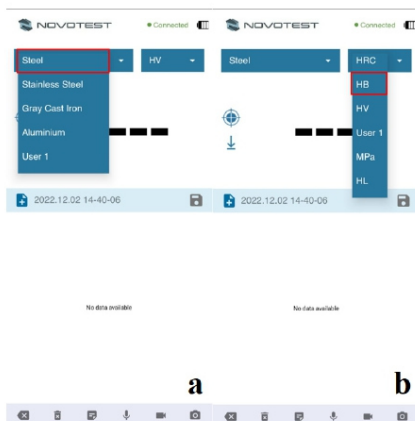 NOVOTEST
Connected
Steel
HV
Stainless Steel
Gray Cast Iron
Aluminium
User 1
2022.12.02 14-40-06
No data available
a
NOVOTEST
Connected
Steel
HRC
HB
HV
User 1
MPa
HL
2022.12.02 14-40-06
No data available
b